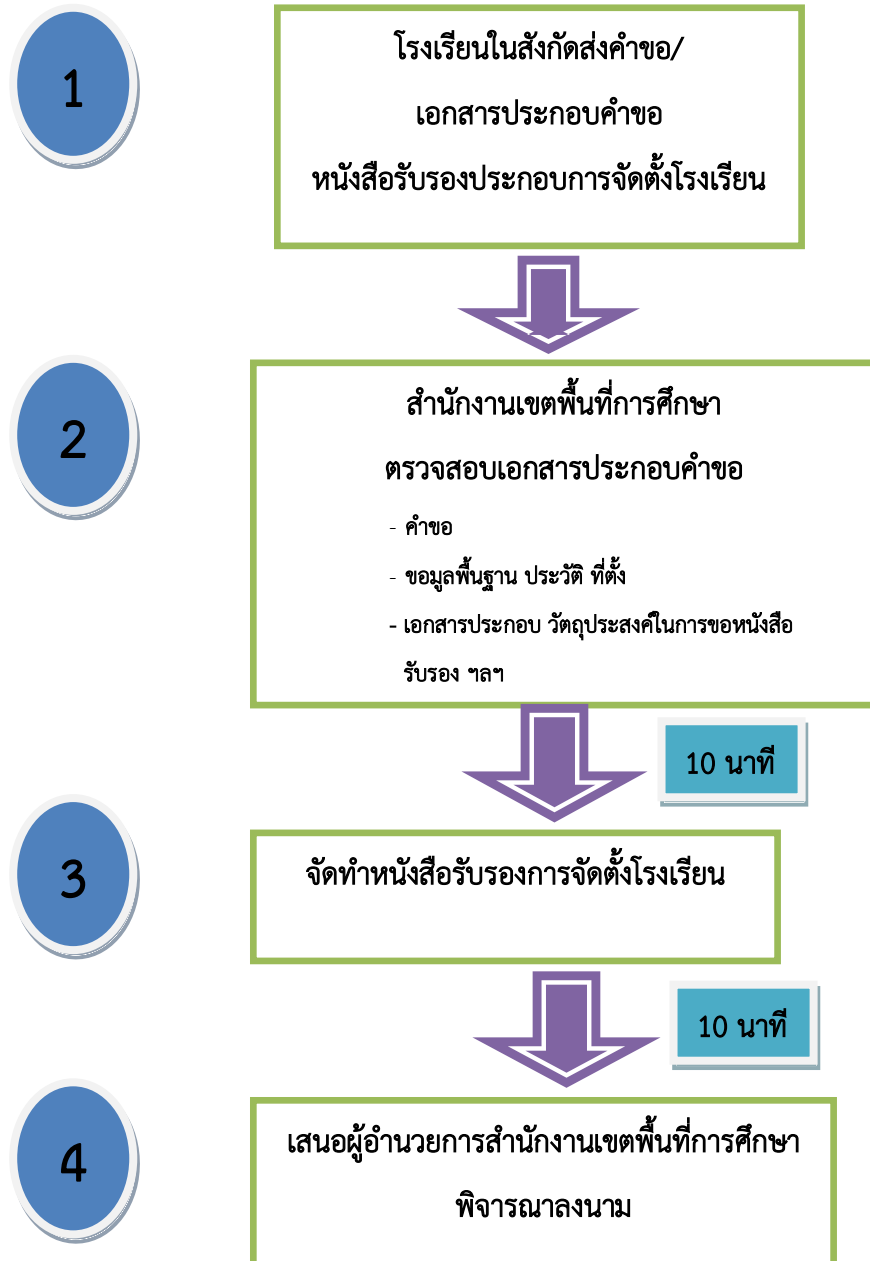 1
โรงเรียนในสังกัดส่งคำขอ/
เอกสารประกอบคำขอ
หนังสือรับรองประกอบการจัดตั้งโรงเรียน
2
สำนักงานเขตพื้นที่การศึกษา
ตรวจสอบเอกสารประกอบคำขอ
- คำขอ
- ขอมูลพื้นฐาน ประวัติ ที่ตั้ง
- เอกสารประกอบ วัตถุประสงค์ในการขอหนังสือ
รับรอง ฯลฯ
10 นาที
3
จัดทำหนังสือรับรองการจัดตั้งโรงเรียน
10 นาที
4
เสนอผู้อำนวยการสำนักงานเขตพื้นที่การศึกษา
พิจารณาลงนาม